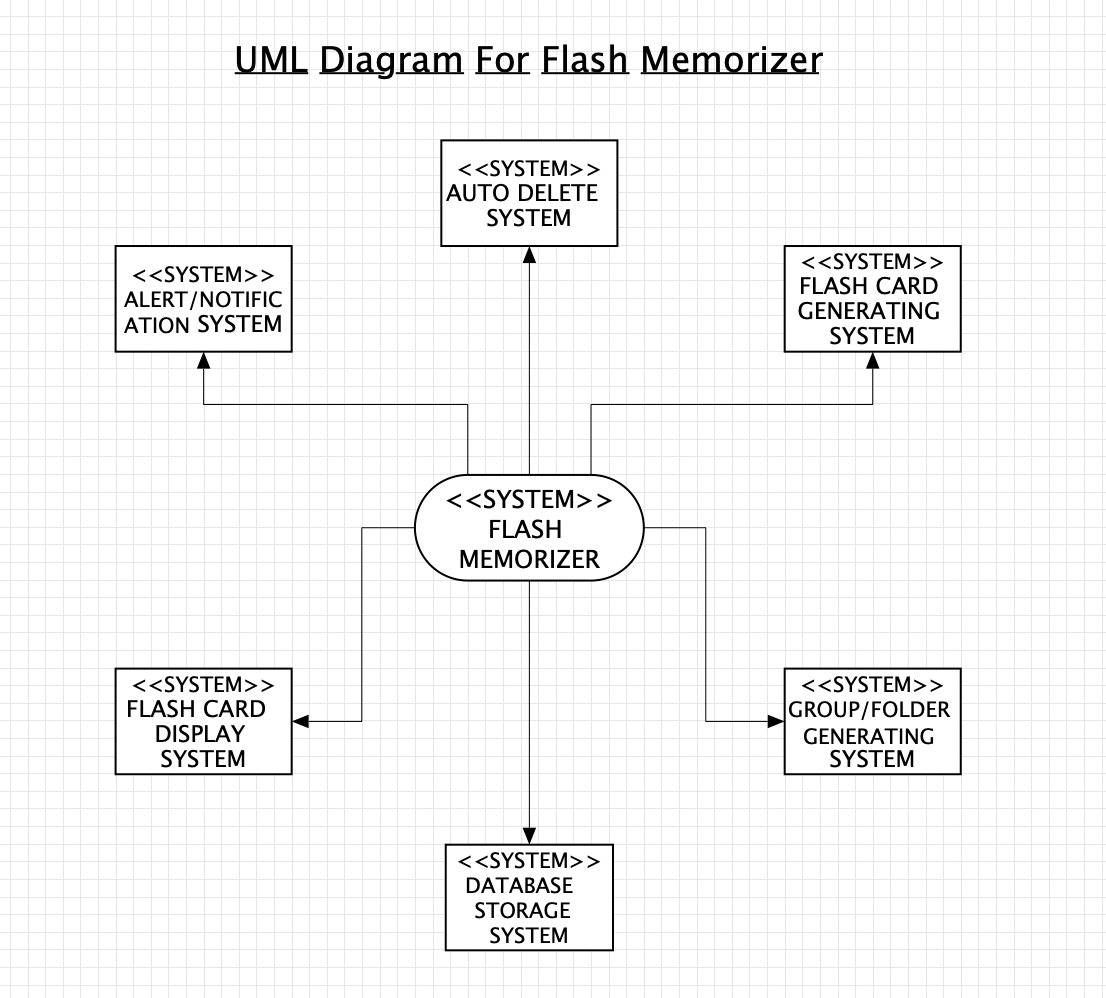 UML Diagram For Flash Memorizer
<<SYSTEM>>
AUTO DELETE
SYSTEM
<<SYSTEM>>
ALERT/NOTIFIC
ATION SYSTEM
<<SYSTEM>>
FLASH CARD
GENERATING
SYSTEM
<<SYSTEM>>
FLASH
MEMORIZER
<<SYSTEM>>
FLASH CARD
DISPLAY
SYSTEM
<<SYSTEM>>
GROUP/FOLDER
GENERATING
SYSTEM
<<SYSTEM>>
DATABASE
STORAGE
SYSTEM